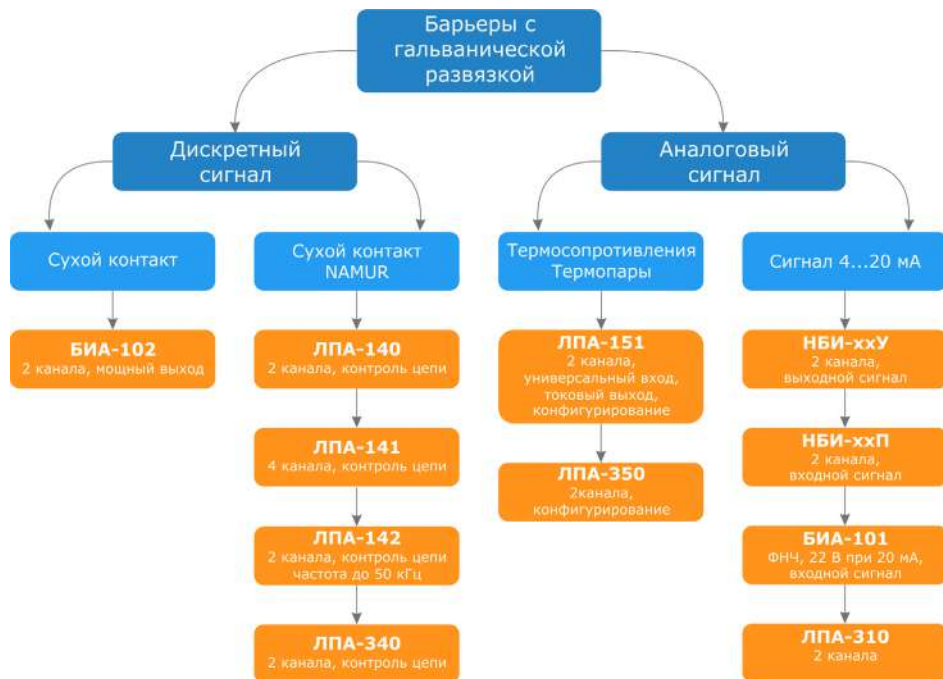 Барьеры с
гальванической
развязкой
Дискретный
сигнал
Аналоговый
сигнал
Сухой контакт
Сухой контакт
NAMUR
Термосопротивления
Термопары
Сигнал 4...20 мА
БИА-102
2 канала, мощный выход
ЛПА-140
2 канала, контроль цепи
ЛПА-141
4 канала, контроль цепи
ЛПА-142
2 канала, контроль цепи
частота до 50 кГц
ЛПА-340
2 канала, контроль цепи
ЛПА-151
2 канала,
универсальный вход,
токовый выход,
конфигурирование
ЛПА-350
2канала,
конфигурирование
НБИ-ххУ
2 канала,
выходной сигнал
НБИ-ххП
2 канала,
входной сигнал
БИА-101
ФНЧ, 22 В при 20 мА,
входной сигнал
ЛПА-310
2 канала